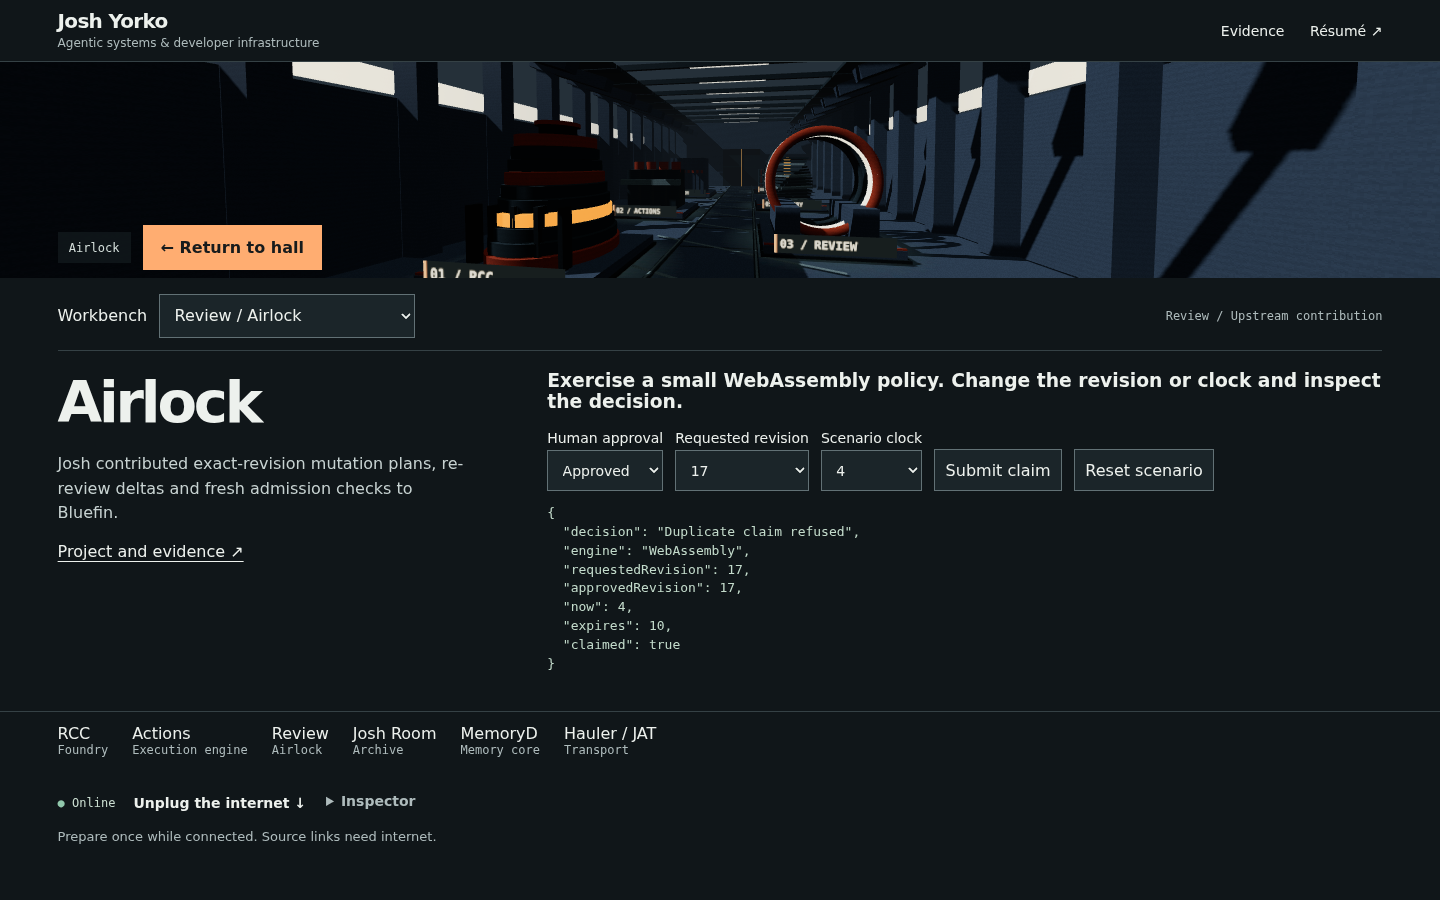 Josh Yorko
Agentic systems & developer infrastructure
Evidence
Résumé ↗
02 / ACTIONS
03 / REVIEW
01 / RCC
Airlock
← Return to hall
Workbench
Review / Airlock
Review / Upstream contribution
Airlock
Josh contributed exact-revision mutation plans, re-
review deltas and fresh admission checks to
Bluefin.
Project and evidence ↗
Exercise a small WebAssembly policy. Change the revision or clock and inspect
the decision.
Human approval
Requested revision
Scenario clock
Approved
17
4
Submit claim
Reset scenario
{
"decision": "Duplicate claim refused",
"engine": "WebAssembly",
"requestedRevision": 17,
"approvedRevision": 17,
"now": 4,
"expires": 10,
"claimed": true
}
RCC
Foundry
Actions
Execution engine
Review
Airlock
Josh Room
Archive
MemoryD
Memory core
Hauler / JAT
Transport
● Online
Unplug the internet ↓
▶ Inspector
Prepare once while connected. Source links need internet.